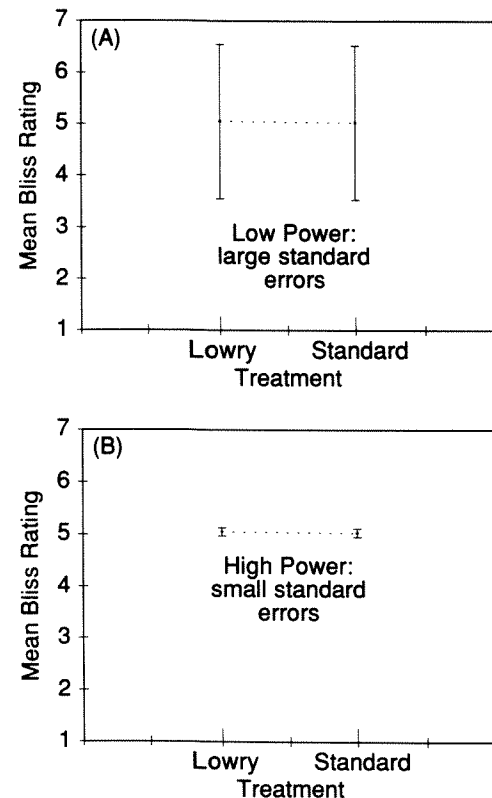 (A)
7
6
5
4
3
2
1
Mean Bliss Rating
Low Power:
large standard
errors
Lowry
Standard
Treatment
(B)
7
6
5
4
3
2
1
Mean Bliss Rating
High Power:
small standard
errors
Lowry
Standard
Treatment